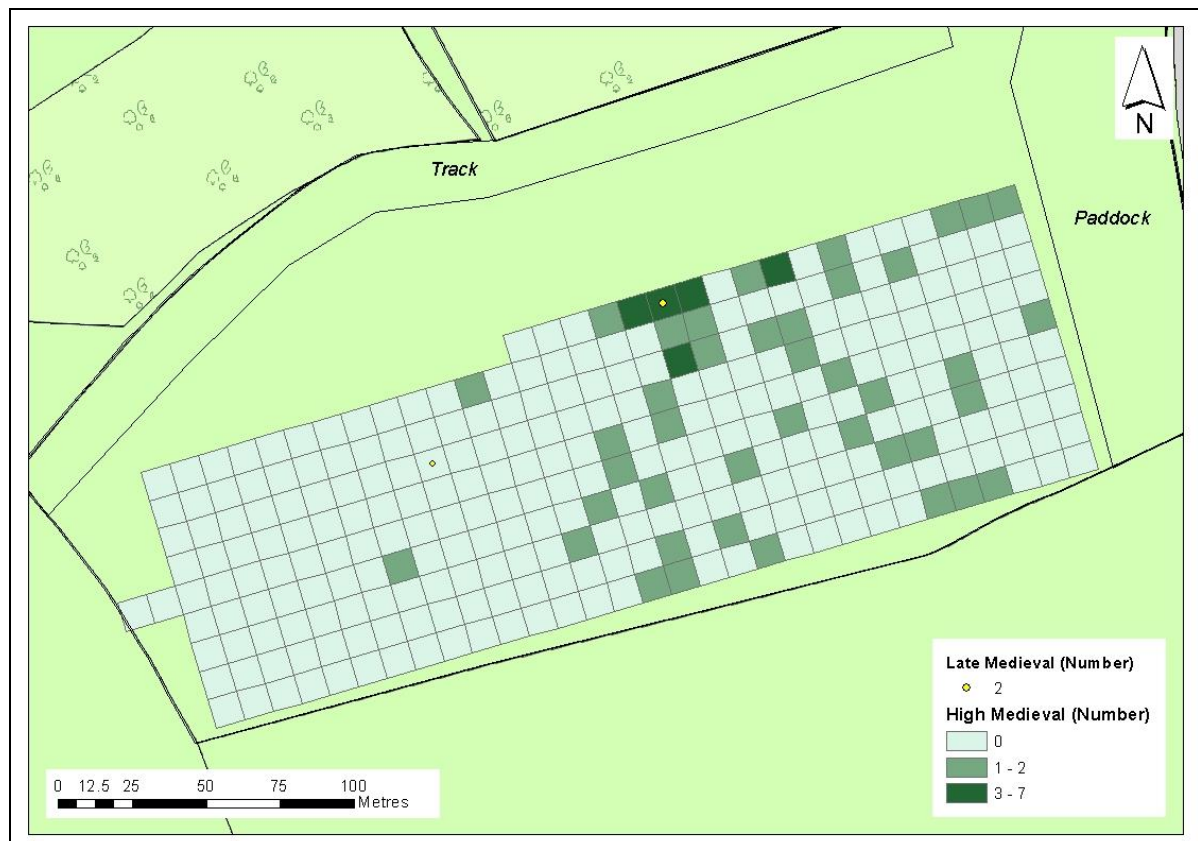 N
Track
Paddock
Late Medieval (Number)
2
High Medieval (Number)
0
1 - 2
3 - 7
0 12.5 25 50 75 100
Metres